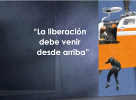 “La liberación
debe venir
desde arriba”